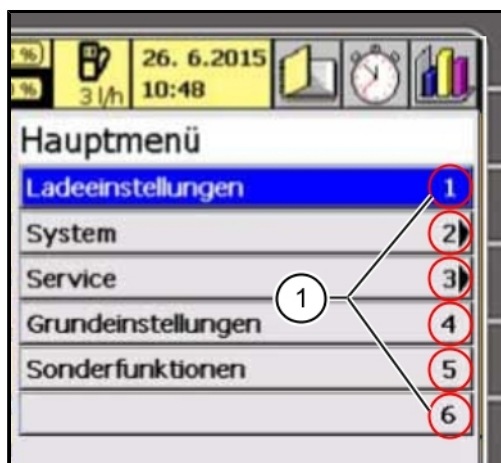 %) 26. 6.2015
% 3 l/h 10:48
Hauptmenü
Ladeeinstellungen 1
System 2
Service 3
1
Grundeinstellungen 4
Sonderfunktionen 5
6